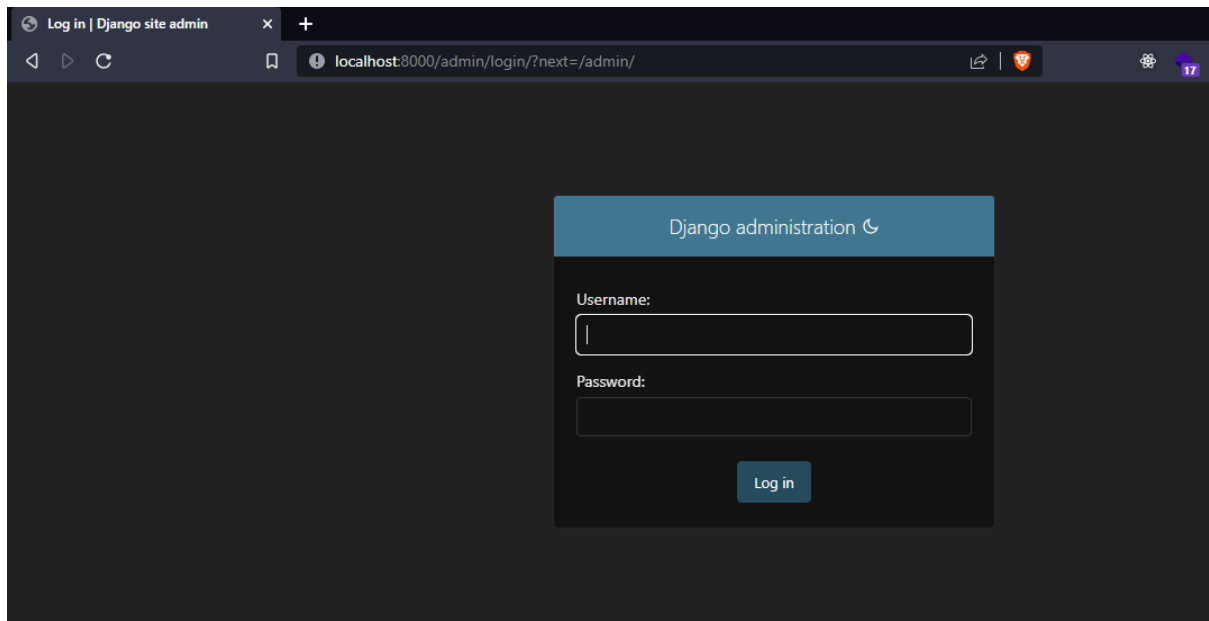 Log in | Django site admin
localhost:8000/admin/login/?next=/admin/
17
Django administration
Username:
Password:
Log in